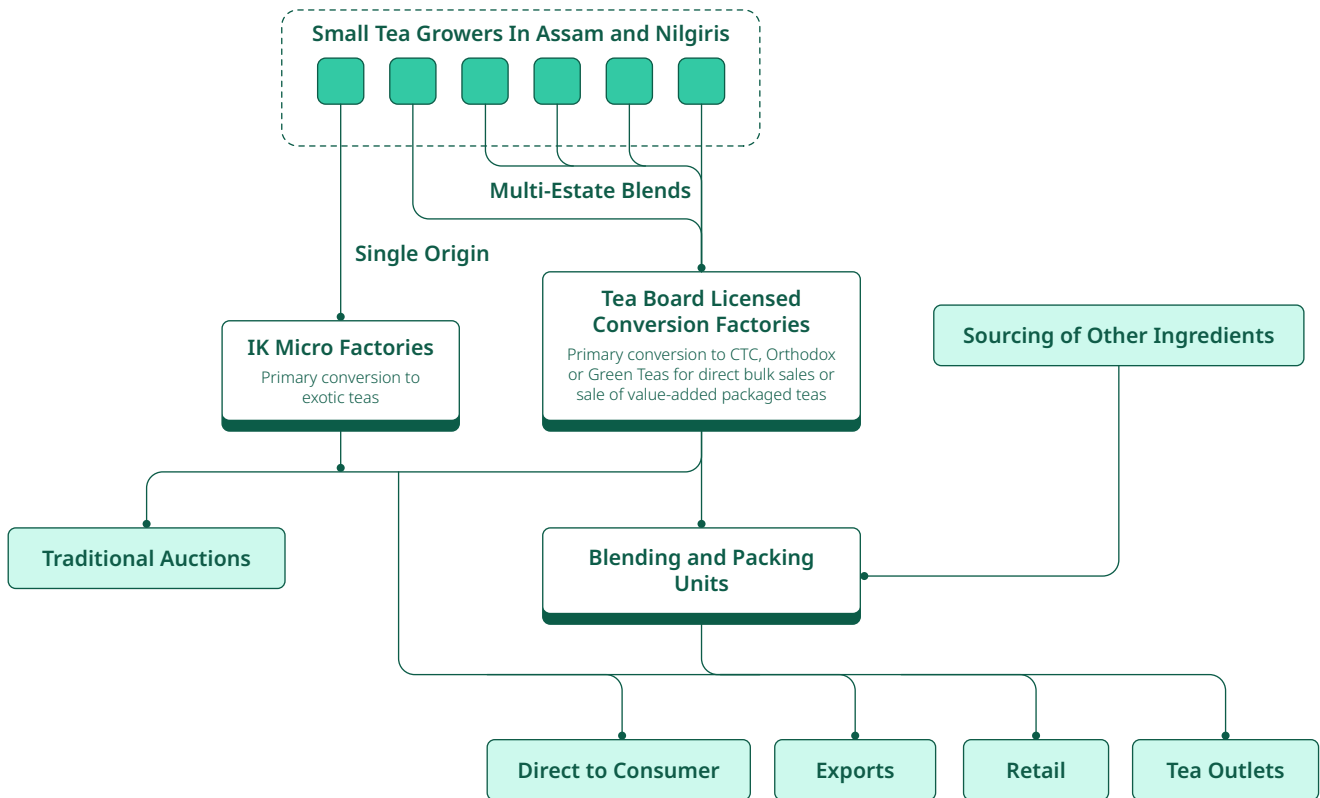 Small Tea Growers In Assam and Nilgiris
Multi-Estate Blends
Single Origin
Tea Board Licensed
Conversion Factories
Primary conversion to CTC, Orthodox
or Green Teas for direct bulk sales or
sale of value-added packaged teas
IK Micro Factories
Primary conversion to
exotic teas
Sourcing of Other Ingredients
Traditional Auctions
Blending and Packing
Units
Direct to Consumer
Exports
Retail
Tea Outlets